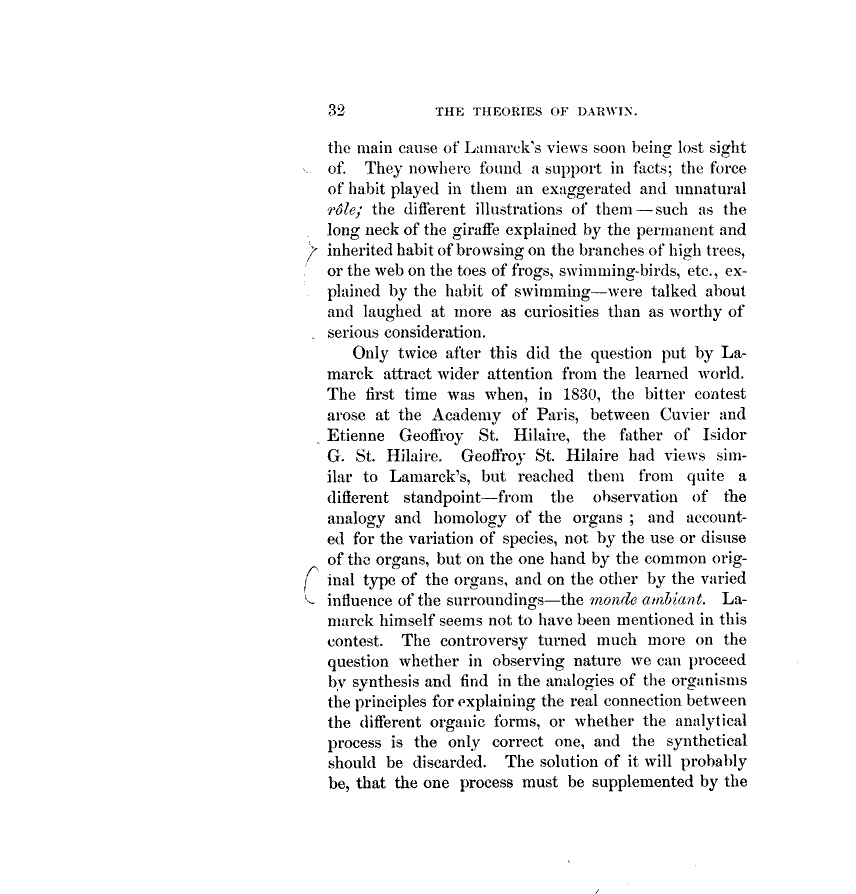 32 THE THEORIES OF DARWIN.
the main cause of Lamarck's views soon being lost sight
of. They nowhere found a support in facts; the force
of habit played in them an exaggerated and unnatural
rôle; the different illustrations of them—such as the
long neck of the giraffe explained by the permanent and
inherited habit of browsing on the branches of high trees,
or the web on the toes of frogs, swimming-birds, etc., ex-
plained by the habit of swimming—were talked about
and laughed at more as curiosities than as worthy of
serious consideration.
Only twice after this did the question put by La-
marck attract wider attention from the learned world.
The first time was when, in 1830, the bitter contest
arose at the Academy of Paris, between Cuvier and
Etienne Geoffroy St. Hilaire, the father of Isidor
G. St. Hilaire. Geoffroy St. Hilaire had views sim-
ilar to Lamarck's, but reached them from quite a
different standpoint—from the observation of the
analogy and homology of the organs ; and account-
ed for the variation of species, not by the use or disuse
of the organs, but on the one hand by the common orig-
inal type of the organs, and on the other by the varied
influence of the surroundings—the monde ambiant. La-
marck himself seems not to have been mentioned in this
contest. The controversy turned much more on the
question whether in observing nature we can proceed
by synthesis and find in the analogies of the organisms
the principles for explaining the real connection between
the different organic forms, or whether the analytical
process is the only correct one, and the synthetical
should be discarded. The solution of it will probably
be, that the one process must be supplemented by the